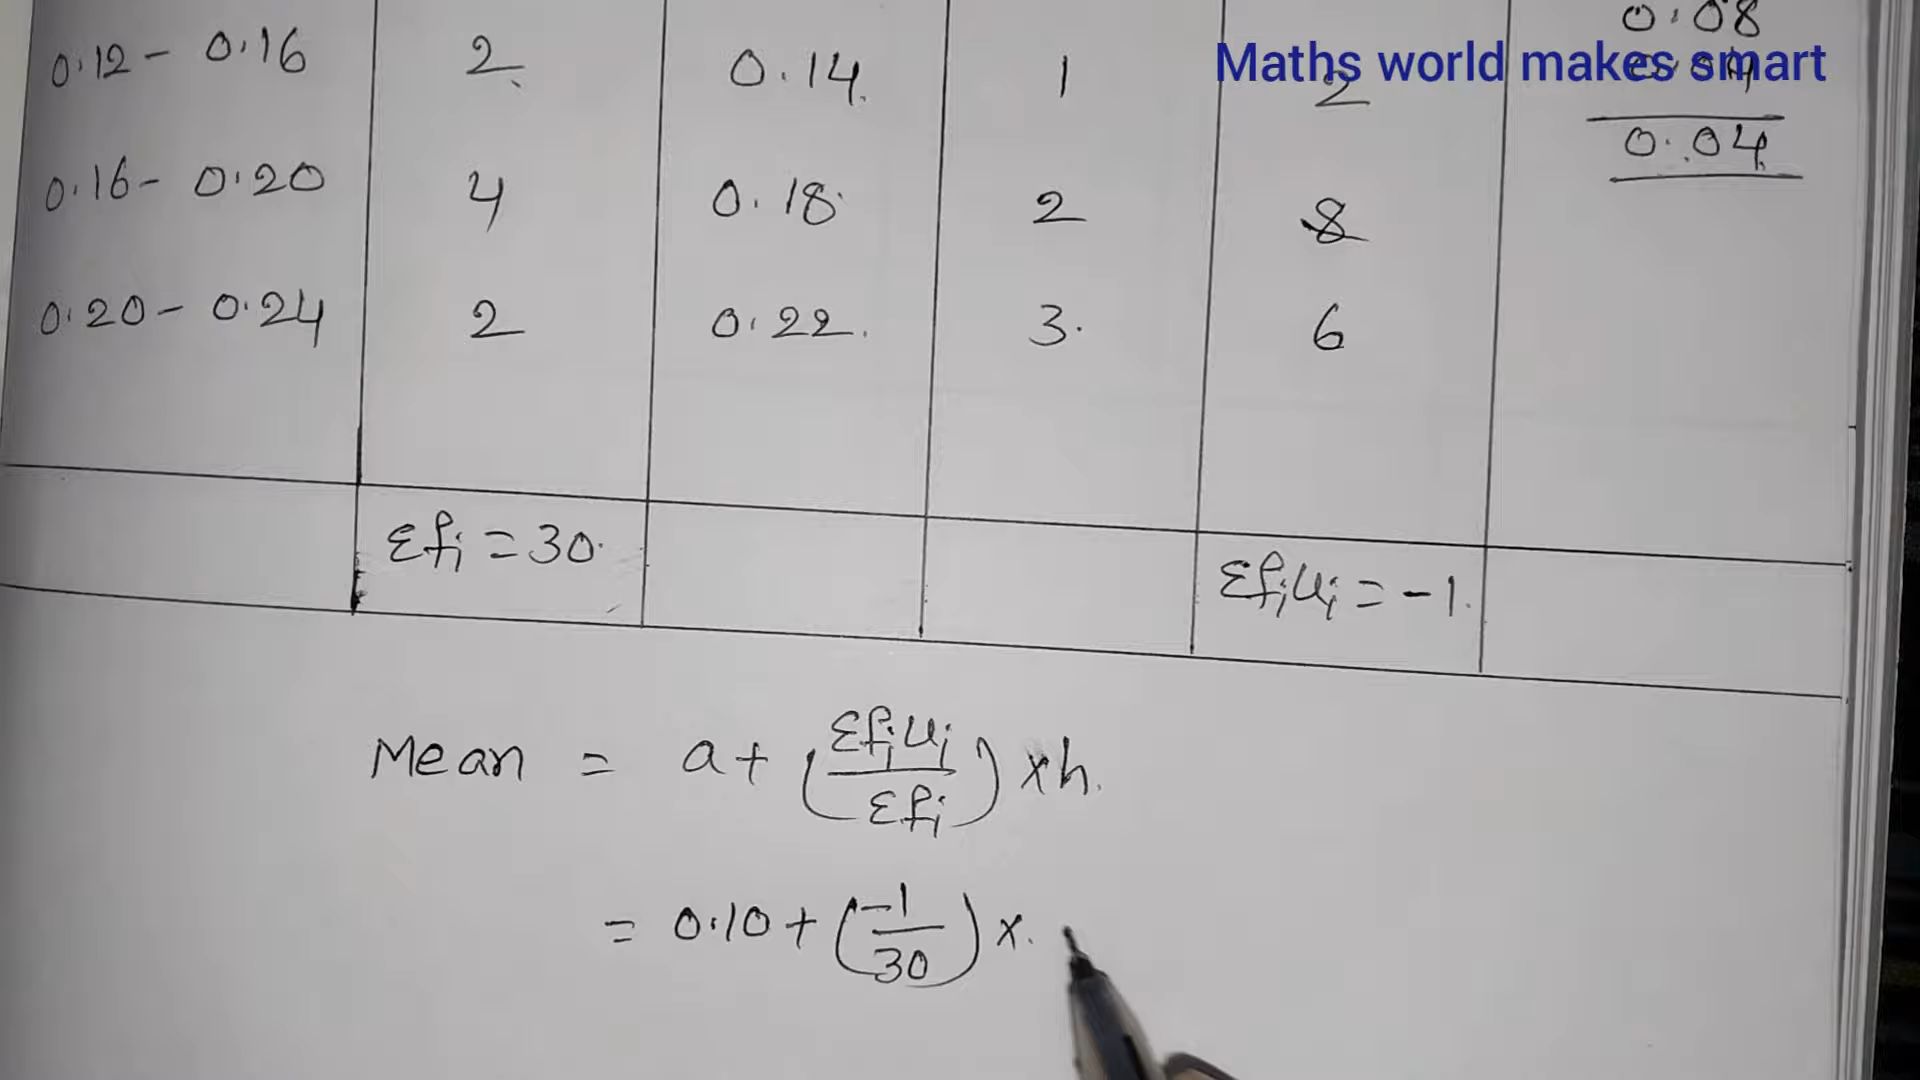 0.08
Maths world makes smart
0.12 - 0.16 2 0.14 1 2
0.04
0.16 - 0.20 4 0.18 2 8
0.20 - 0.24 2 0.22 3 6
Σfi = 30 Σfiui = -1
Mean = a + (Σfiui / Σfi) × h.
= 0.10 + (-1 / 30) ×